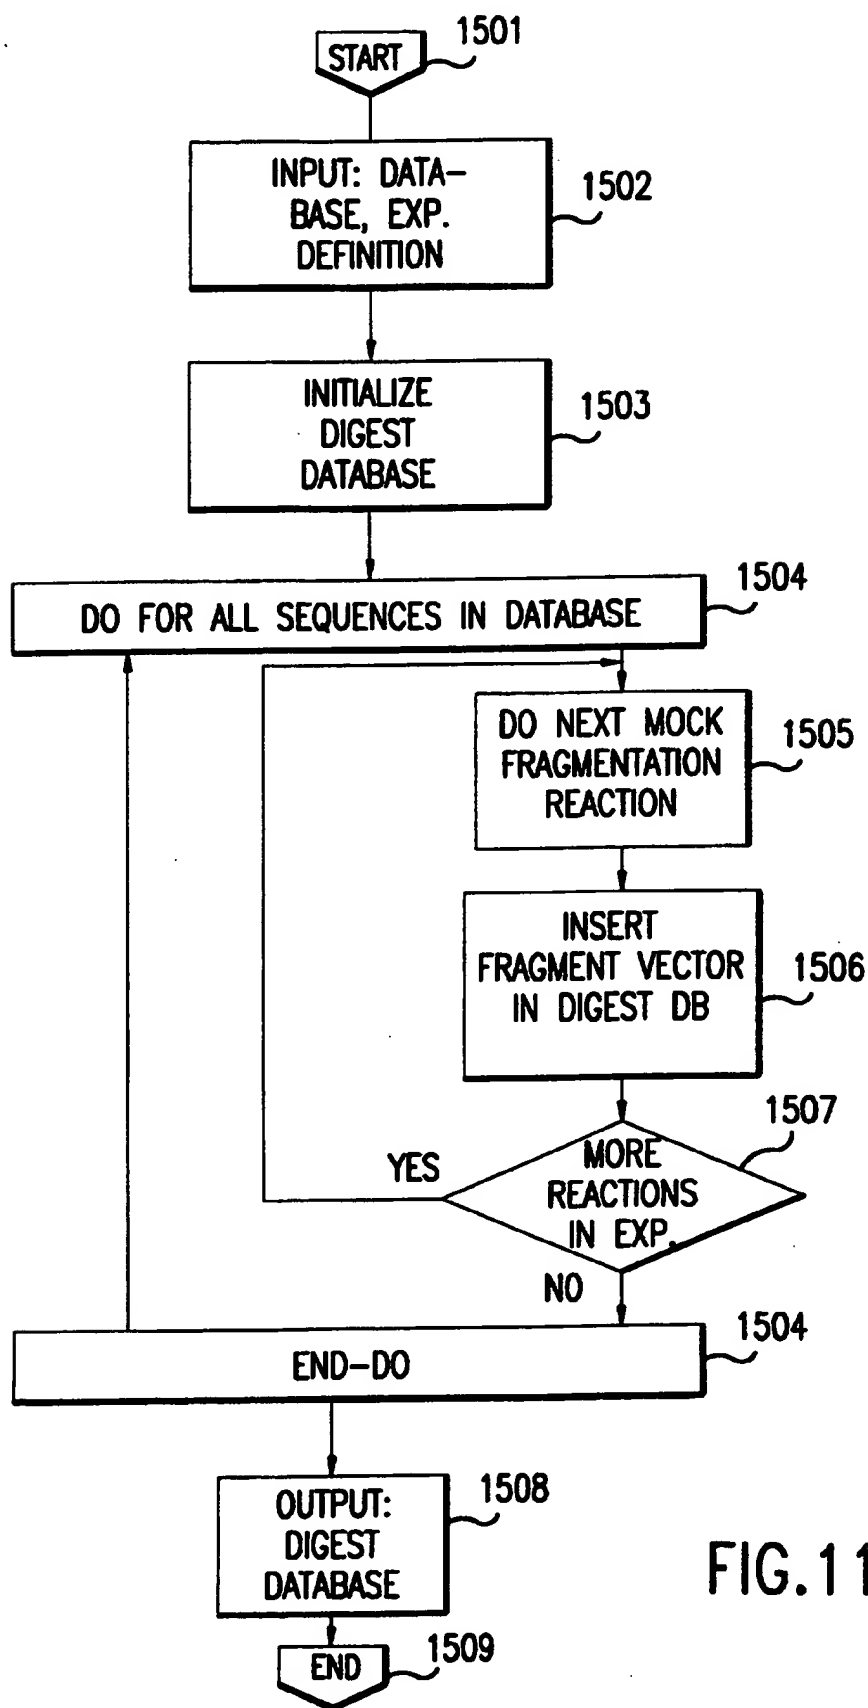 START
1501
INPUT: DATA-
BASE, EXP.
DEFINITION
1502
INITIALIZE
DIGEST
DATABASE
1503
DO FOR ALL SEQUENCES IN DATABASE
1504
DO NEXT MOCK
FRAGMENTATION
REACTION
1505
INSERT
FRAGMENT VECTOR
IN DIGEST DB
1506
MORE
REACTIONS
IN EXP.
1507
YES
NO
END-DO
1504
OUTPUT:
DIGEST
DATABASE
1508
END
1509
FIG.11